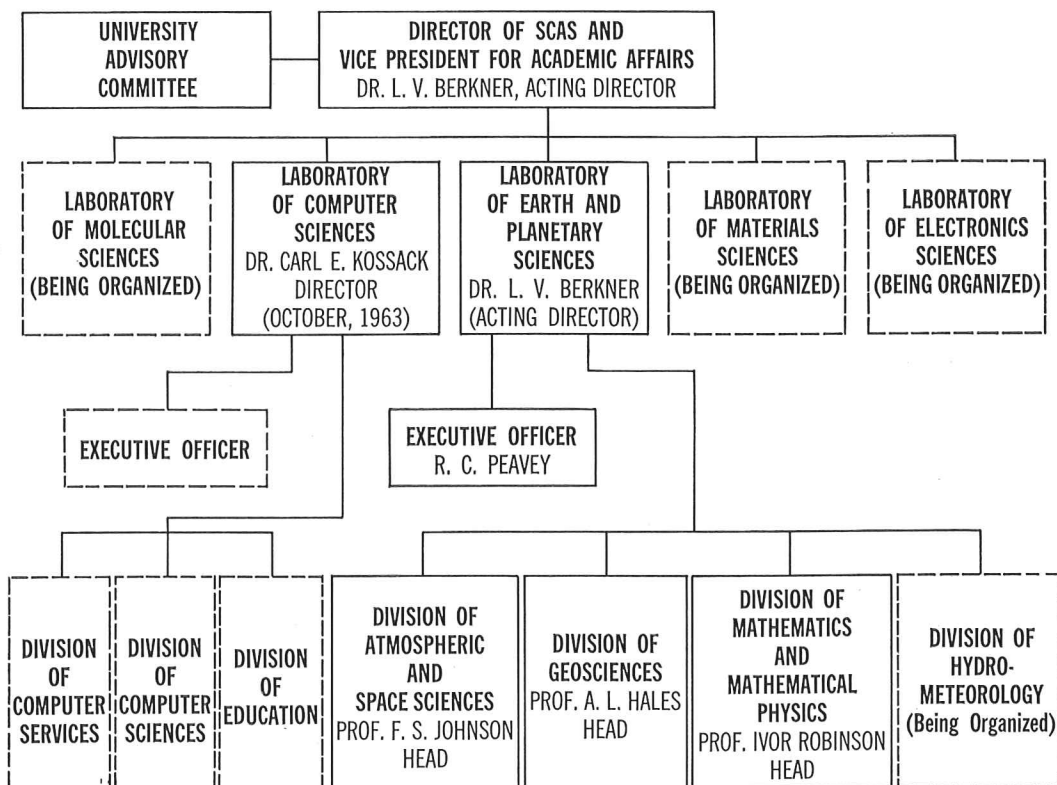 UNIVERSITY
ADVISORY
COMMITTEE
DIRECTOR OF SCAS AND
VICE PRESIDENT FOR ACADEMIC AFFAIRS
DR. L. V. BERKNER, ACTING DIRECTOR
LABORATORY
OF MOLECULAR
SCIENCES
(BEING ORGANIZED)
LABORATORY
OF COMPUTER
SCIENCES
DR. CARL E. KOSSACK
DIRECTOR
(OCTOBER, 1963)
LABORATORY
OF EARTH AND
PLANETARY
SCIENCES
DR. L. V. BERKNER
(ACTING DIRECTOR)
LABORATORY
OF MATERIALS
SCIENCES
(BEING ORGANIZED)
LABORATORY
OF ELECTRONICS
SCIENCES
(BEING ORGANIZED)
EXECUTIVE OFFICER
EXECUTIVE OFFICER
R. C. PEAVEY
DIVISION
OF
COMPUTER
SERVICES
DIVISION
OF
COMPUTER
SCIENCES
DIVISION
OF
EDUCATION
DIVISION OF
ATMOSPHERIC
AND
SPACE SCIENCES
PROF. F. S. JOHNSON
HEAD
DIVISION OF
GEOSCIENCES
PROF. A. L. HALES
HEAD
DIVISION OF
MATHEMATICS
AND
MATHEMATICAL
PHYSICS
PROF. IVOR ROBINSON
HEAD
DIVISION OF
HYDRO-
METEOROLOGY
(Being Organized)